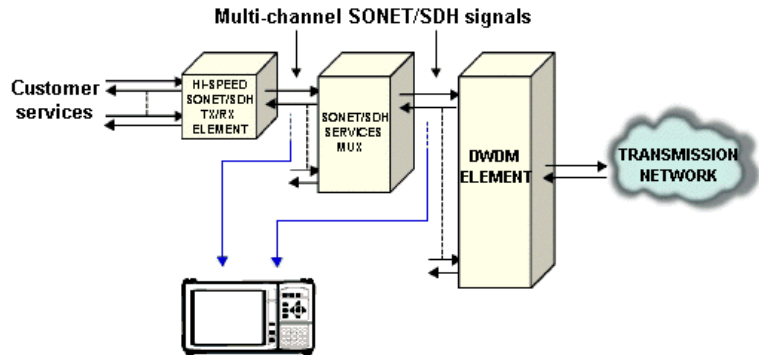 Multi-channel SONET/SDH signals
Customer
services
HI-SPEED
SONET/SDH
TX/RX
ELEMENT
SONET/SDH
SERVICES
MUX
DWDM
ELEMENT
TRANSMISSION
NETWORK